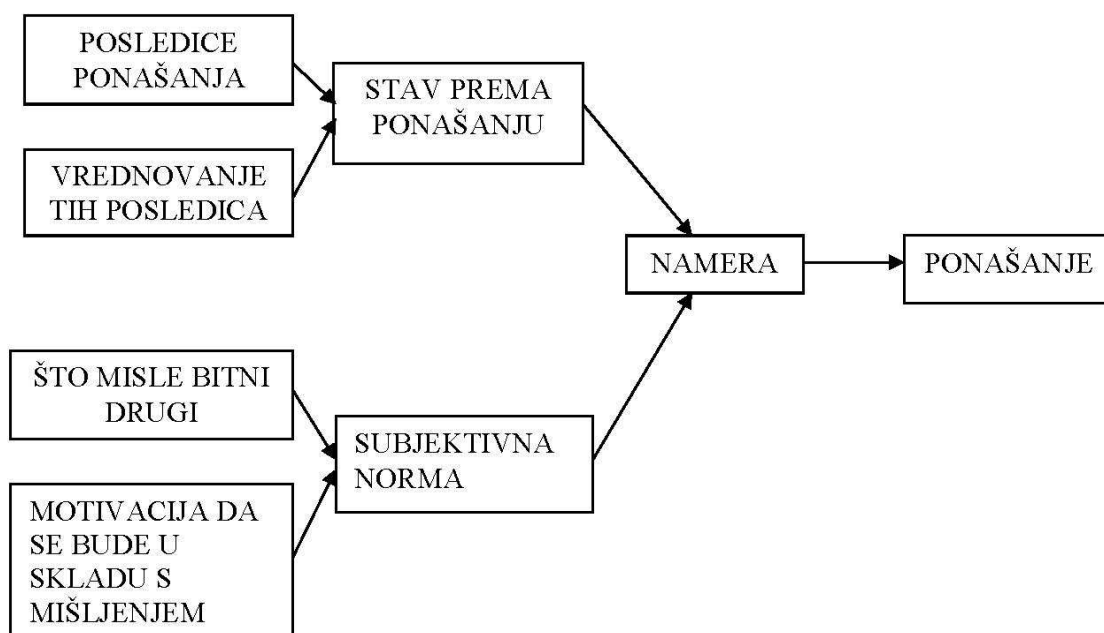 POSLEDICE
PONAŠANJA
VREDNOVANJE
TIH POSLEDICA
STAV PREMA
PONAŠANJU
NAMERA
PONAŠANJE
ŠTO MISLE BITNI
DRUGI
MOTIVACIJA DA
SE BUDE U
SKLADU S
MIŠLJENJEM
SUBJEKTIVNA
NORMA